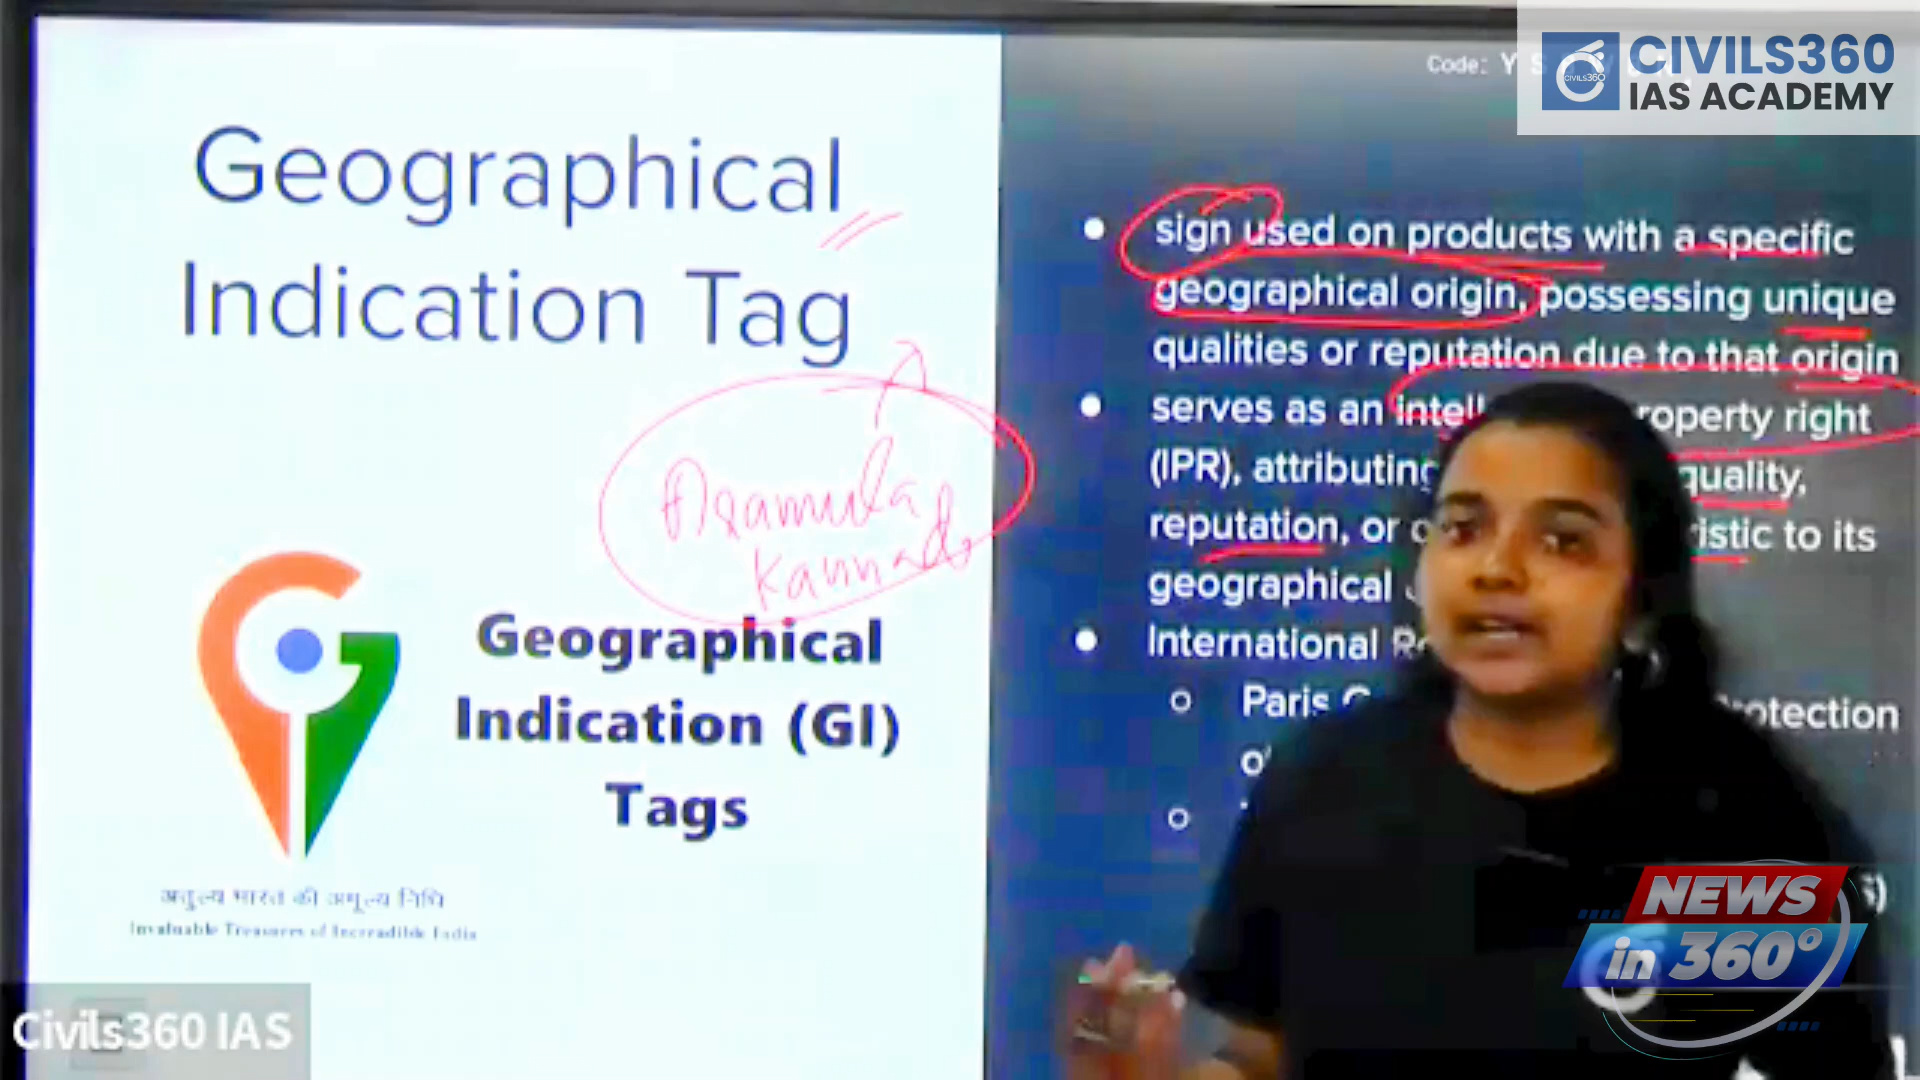 Geographical
Indication Tag
Aranmula
Kannadi
Geographical
Indication (GI)
Tags
अतुल्य भारत की अमूल्य निधि
Invaluable Treasures of Incredible India
Civils360 IAS
Code: Y S
CIVILS360
CIVILS360
IAS ACADEMY
sign used on products with a specific
geographical origin, possessing unique
qualities or reputation due to that origin
serves as an intell roperty right
(IPR), attributing quality,
reputation, or istic to its
geographical
International
Paris otection
NEWS
in 360°